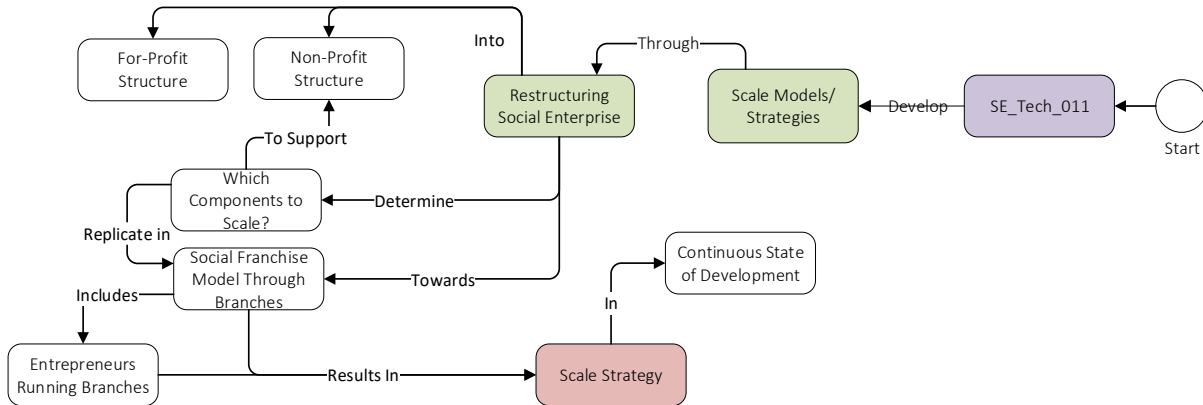 Into
Through
For-Profit
Structure
Non-Profit
Structure
Restructuring
Social Enterprise
Scale Models/
Strategies
Develop
SE_Tech_011
Start
To Support
Which
Components to
Scale?
Determine
Replicate in
Social Franchise
Model Through
Branches
Towards
Continuous State
of Development
Includes
In
Entrepreneurs
Running Branches
Results In
Scale Strategy